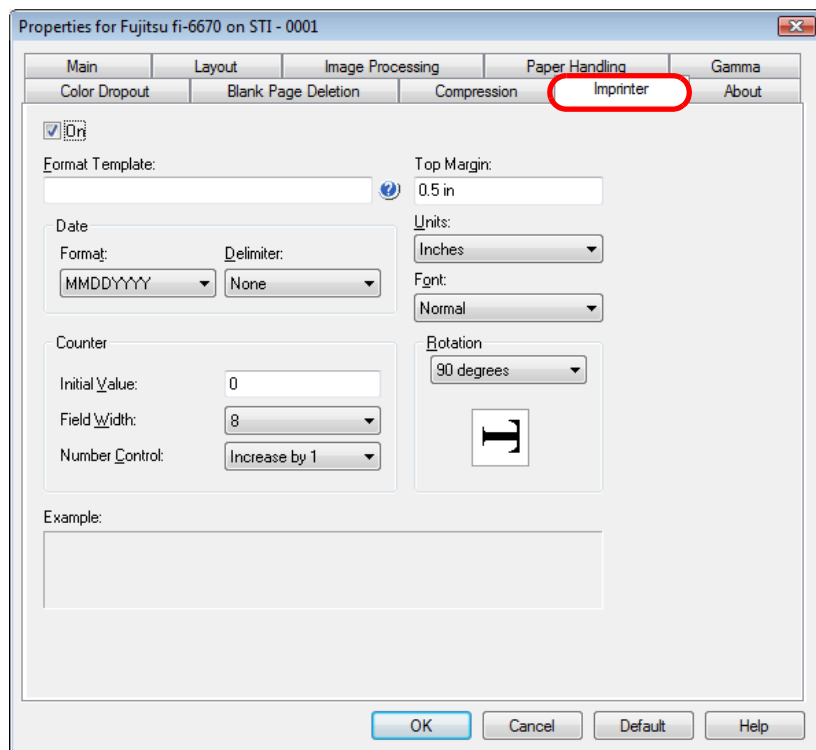 Properties for Fujitsu fi-6670 on STI - 0001
Main Layout Image Processing Paper Handling Gamma
Color Dropout Blank Page Deletion Compression Imprinter About
On
Format Template:
Top Margin:
0.5 in
Date
Format: Delimiter:
MMDDYYYY None
Units:
Inches
Font:
Normal
Counter
Initial Value: 0
Field Width: 8
Number Control: Increase by 1
Rotation
90 degrees
T
Example:
OK Cancel Default Help